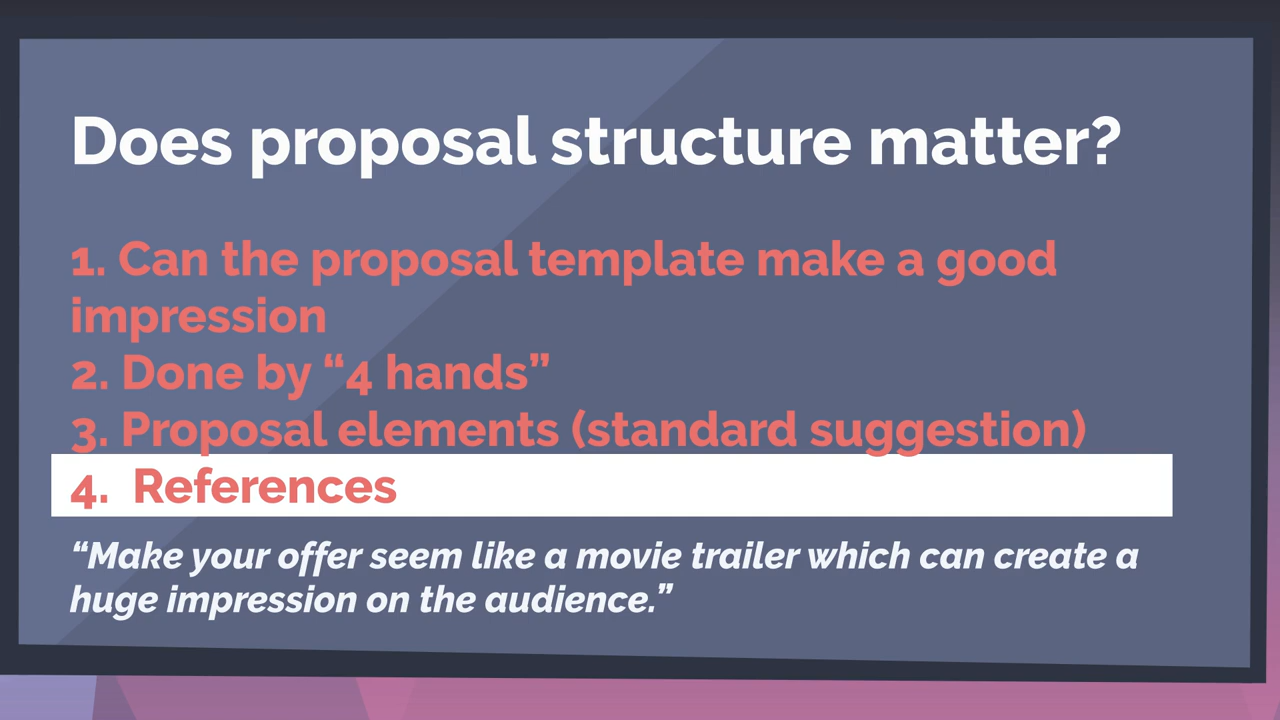 Does proposal structure matter?
1. Can the proposal template make a good
impression
2. Done by “4 hands”
3. Proposal elements (standard suggestion)
4. References
“Make your offer seem like a movie trailer which can create a
huge impression on the audience.”